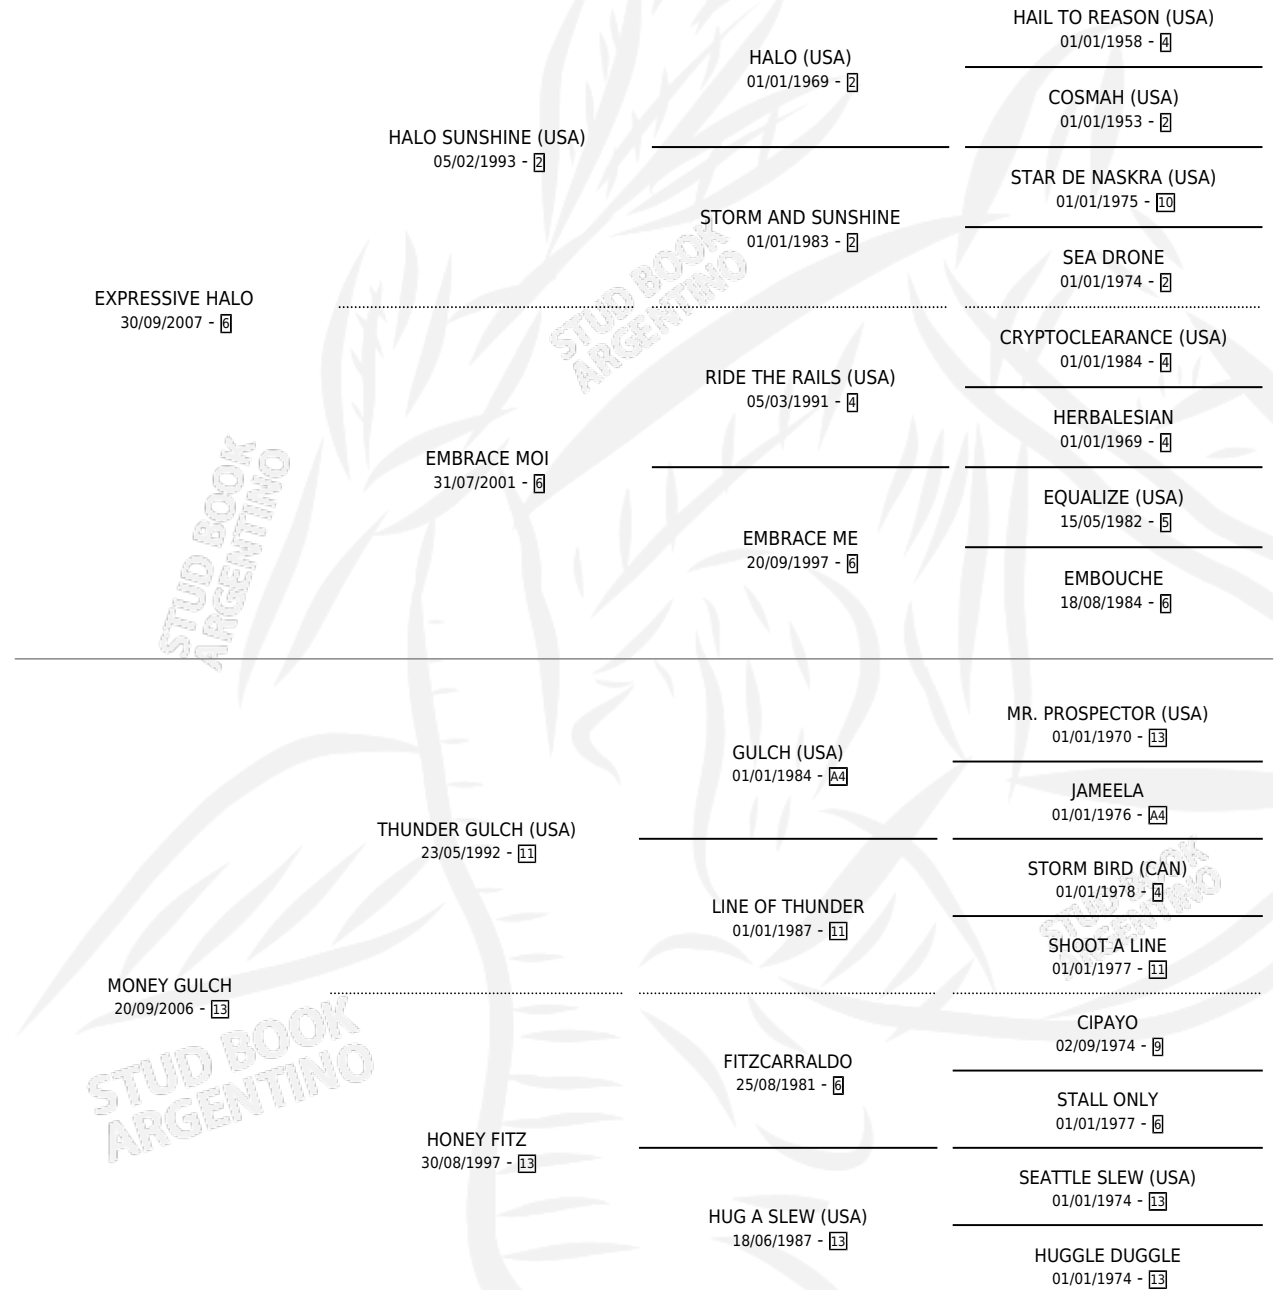 HAIL TO REASON (USA)
01/01/1958 - 4
HALO (USA)
01/01/1969 - 2
COSMAH (USA)
01/01/1953 - 2
HALO SUNSHINE (USA)
05/02/1993 - 2
STAR DE NASKRA (USA)
01/01/1975 - 10
STORM AND SUNSHINE
01/01/1983 - 2
SEA DRONE
01/01/1974 - 2
EXPRESSIVE HALO
30/09/2007 - 6
STUD BOOK
ARGENTINO
CRYPTOCLEARANCE (USA)
01/01/1984 - 4
RIDE THE RAILS (USA)
05/03/1991 - 4
HERBALESIAN
01/01/1969 - 4
EMBRACE MOI
31/07/2001 - 6
EQUALIZE (USA)
15/05/1982 - 5
EMBRACE ME
20/09/1997 - 6
EMBOUCHE
18/08/1984 - 6
STUD BOOK
ARGENTINO
MR. PROSPECTOR (USA)
01/01/1970 - 13
GULCH (USA)
01/01/1984 - A4
JAMEELA
01/01/1976 - A4
THUNDER GULCH (USA)
23/05/1992 - 11
STORM BIRD (CAN)
01/01/1978 - 4
LINE OF THUNDER
01/01/1987 - 11
SHOOT A LINE
01/01/1977 - 11
STUD BOOK
ARGENTINO
MONEY GULCH
20/09/2006 - 13
CIPAYO
02/09/1974 - 9
FITZCARRALDO
25/08/1981 - 6
STALL ONLY
01/01/1977 - 6
STUD BOOK
ARGENTINO
HONEY FITZ
30/08/1997 - 13
SEATTLE SLEW (USA)
01/01/1974 - 13
HUG A SLEW (USA)
18/06/1987 - 13
HUGGLE DUGGLE
01/01/1974 - 13